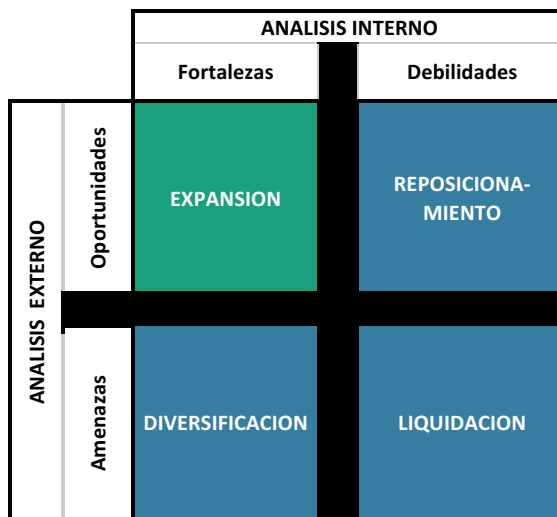 ANALISIS INTERNO
Fortalezas
Debilidades
ANALISIS EXTERNO
Oportunidades
EXPANSION
REPOSICIONA-
MIENTO
Amenazas
DIVERSIFICACION
LIQUIDACION